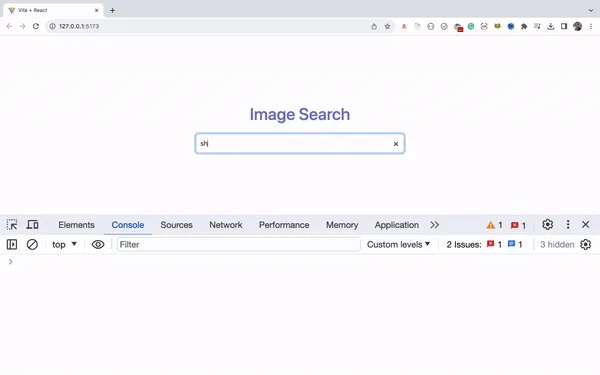 Vite + React
127.0.0.1:5173
Image Search
sh
Elements Console Sources Network Performance Memory Application 1 1
top Filter Custom levels 2 Issues: 1 1 3 hidden